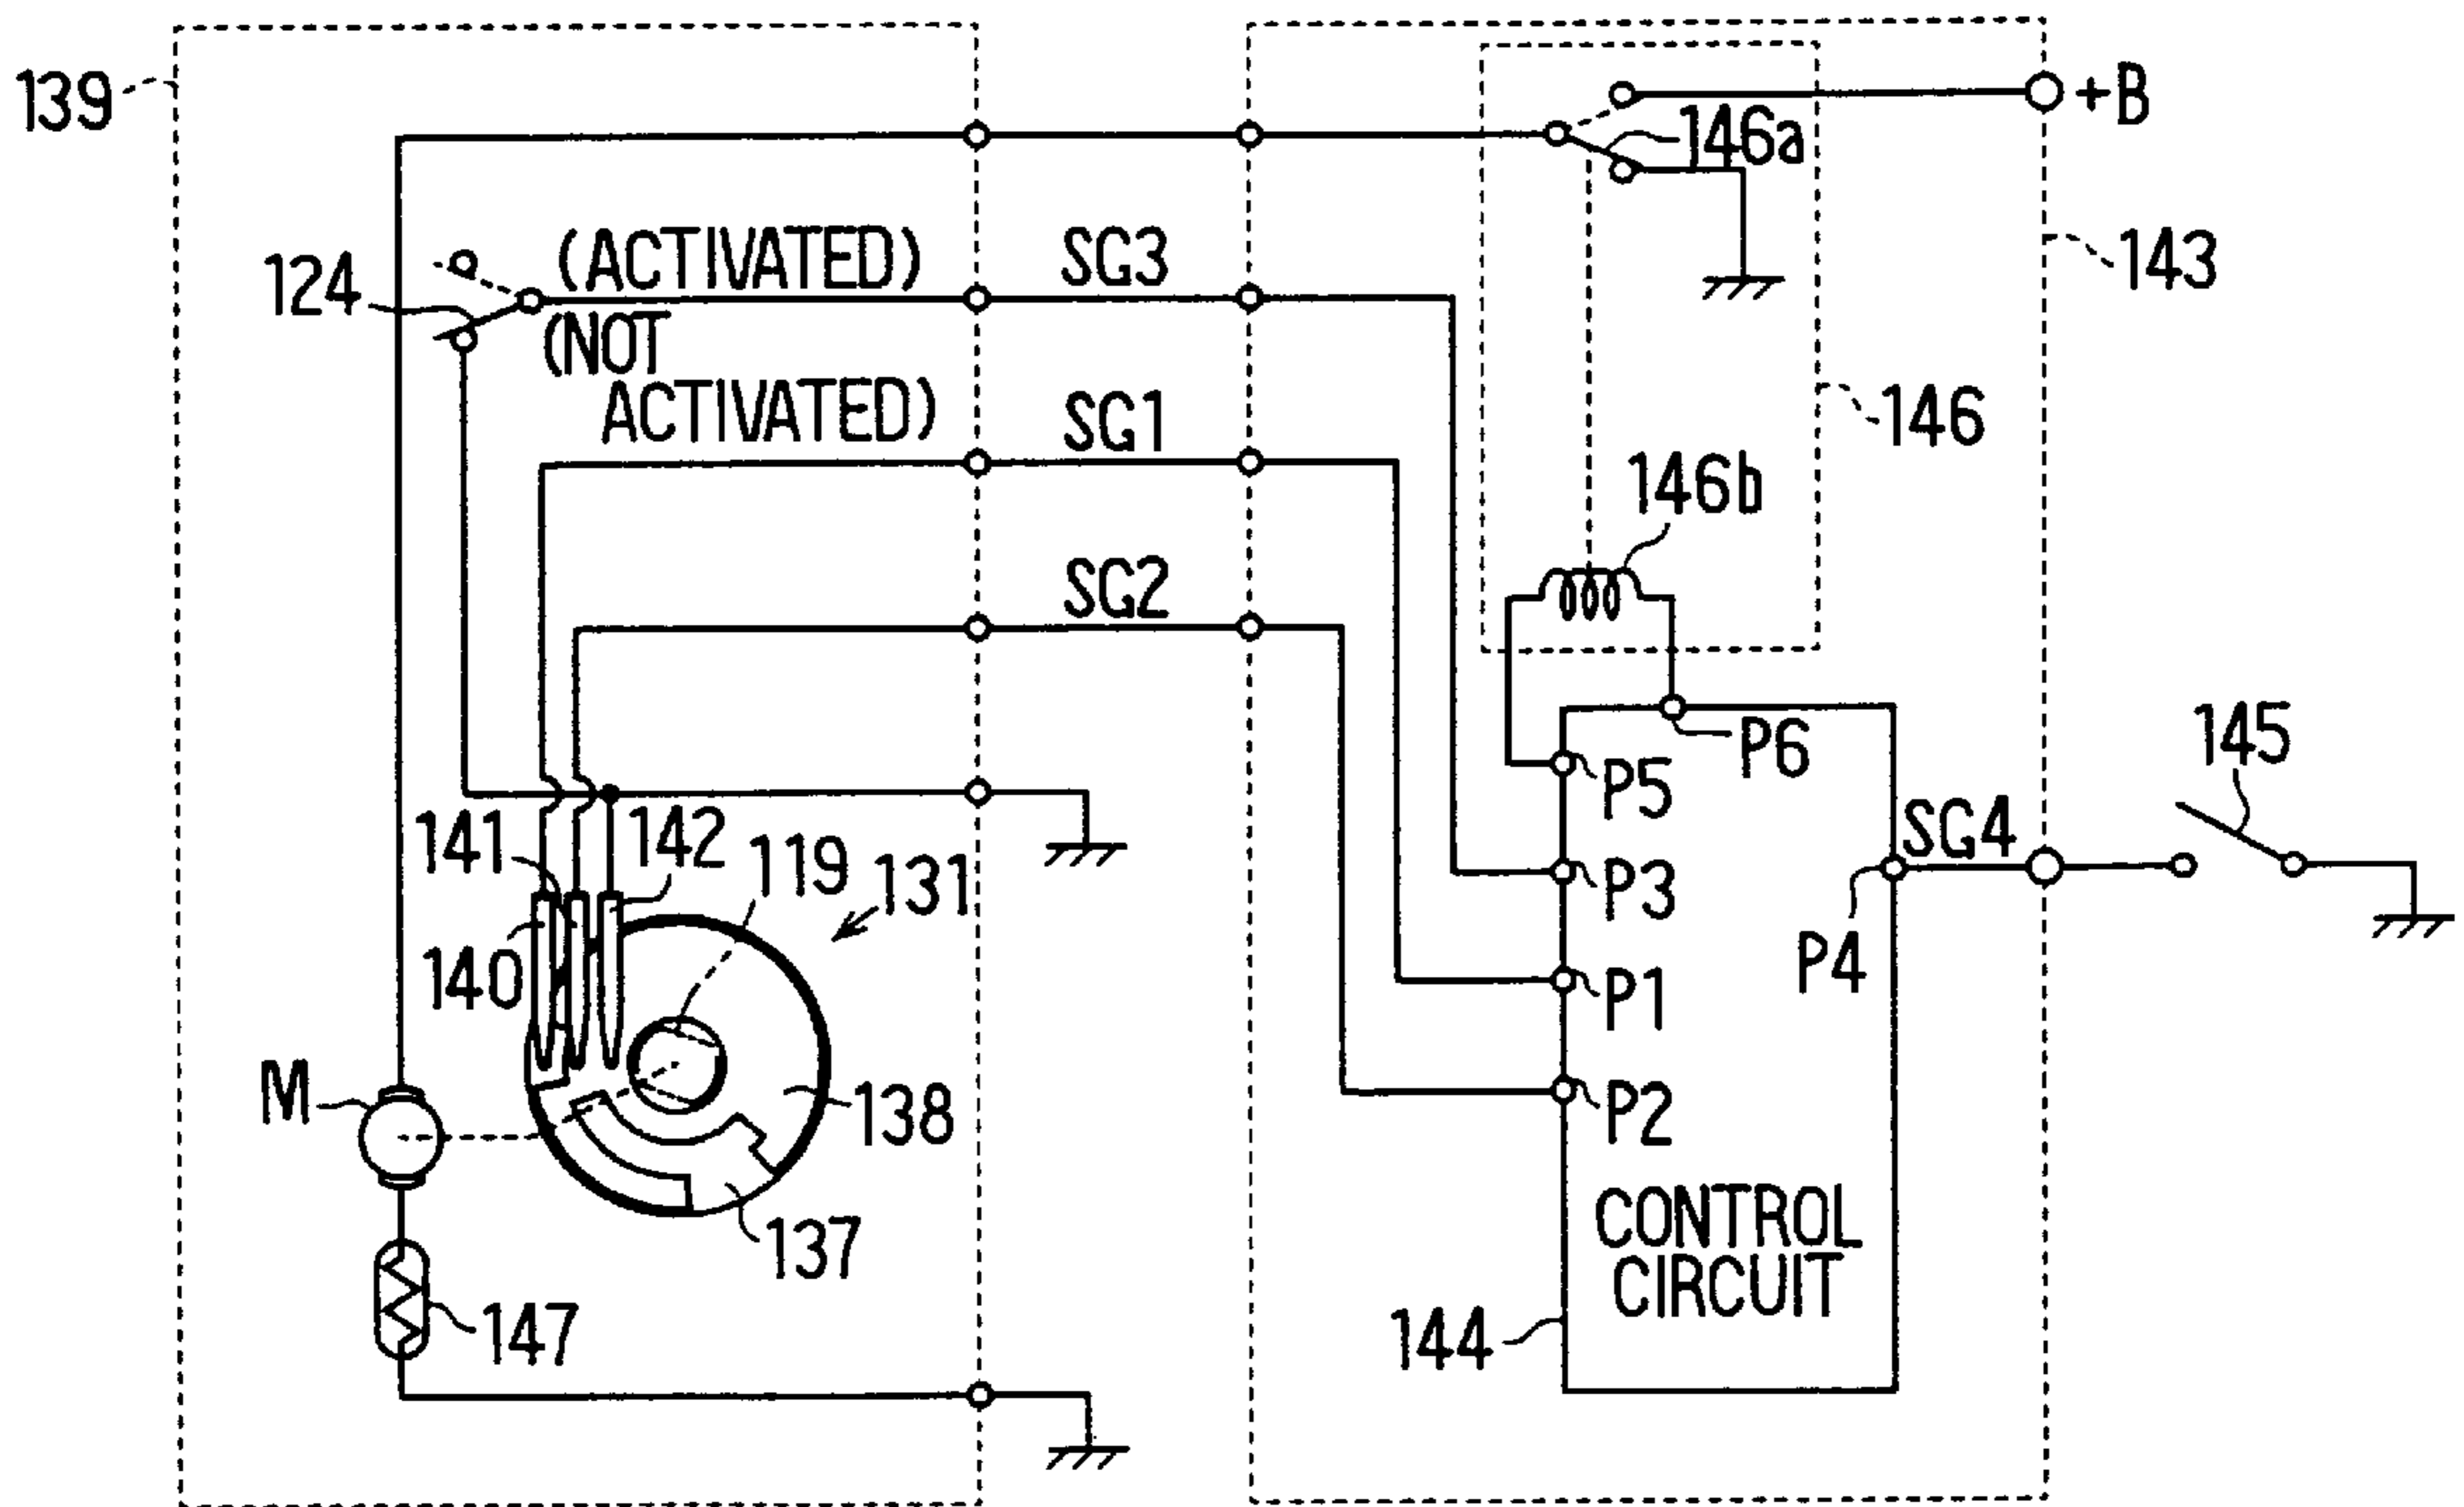 139
+B
146a
(ACTIVATED)
SG3
143
124
(NOT
ACTIVATED)
SG1
146
146b
SG2
145
P6
P5
SG4
141
142
119
131
P3
P4
140
P1
M
138
P2
137
CONTROL
CIRCUIT
147
144